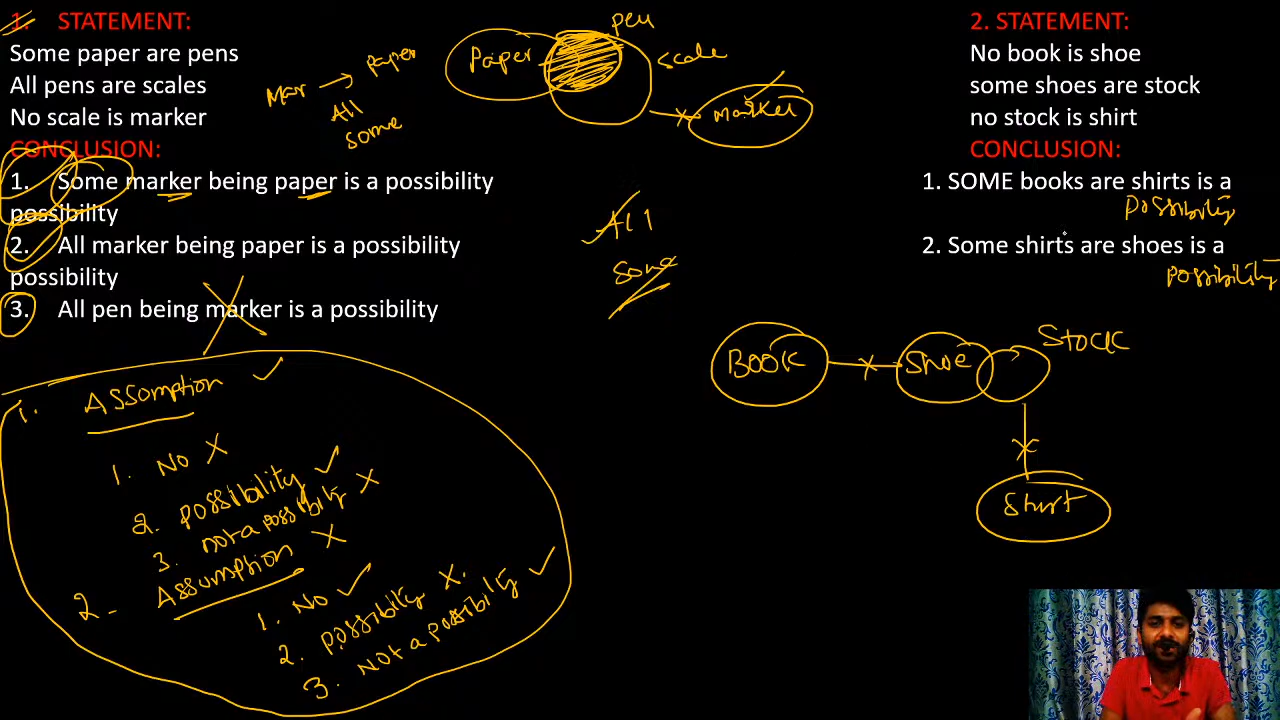 1. STATEMENT:
Some paper are pens
All pens are scales
No scale is marker
CONCLUSION:
1. Some marker being paper is a possibility
possibility
2. All marker being paper is a possibility
possibility
3. All pen being marker is a possibility
Mar → Paper
All
Some
Paper
pen
scale
marker
All
Some
1. Assumption
1. No X
2. possibility ✓
3. not a possibility X
2- Assumption X
1. No ✓
2. possibility X.
3. Not a possibility ✓
2. STATEMENT:
No book is shoe
some shoes are stock
no stock is shirt
CONCLUSION:
1. SOME books are shirts is a
possibility
2. Some shirts are shoes is a
possibility
BOOK
Shoe
Stock
Shirt